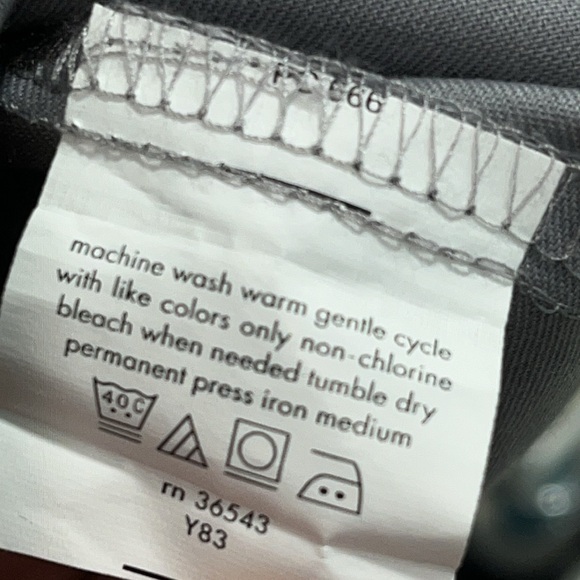 machine wash warm gentle cycle
with like colors only non-chlorine
bleach when needed tumble dry
permanent press iron medium
40C
rn 36543
Y83